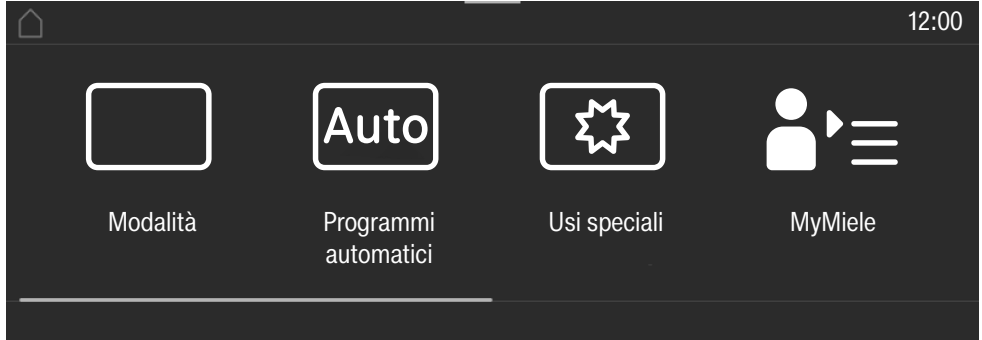 12:00
Auto
Modalità
Programmi
automatici
Usi speciali
MyMiele